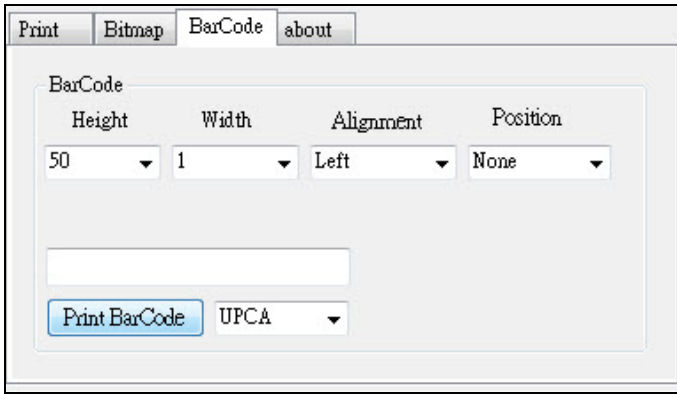 Print Bitmap BarCode about
BarCode
Height Width Alignment Position
50 1 Left None
Print BarCode UPCA